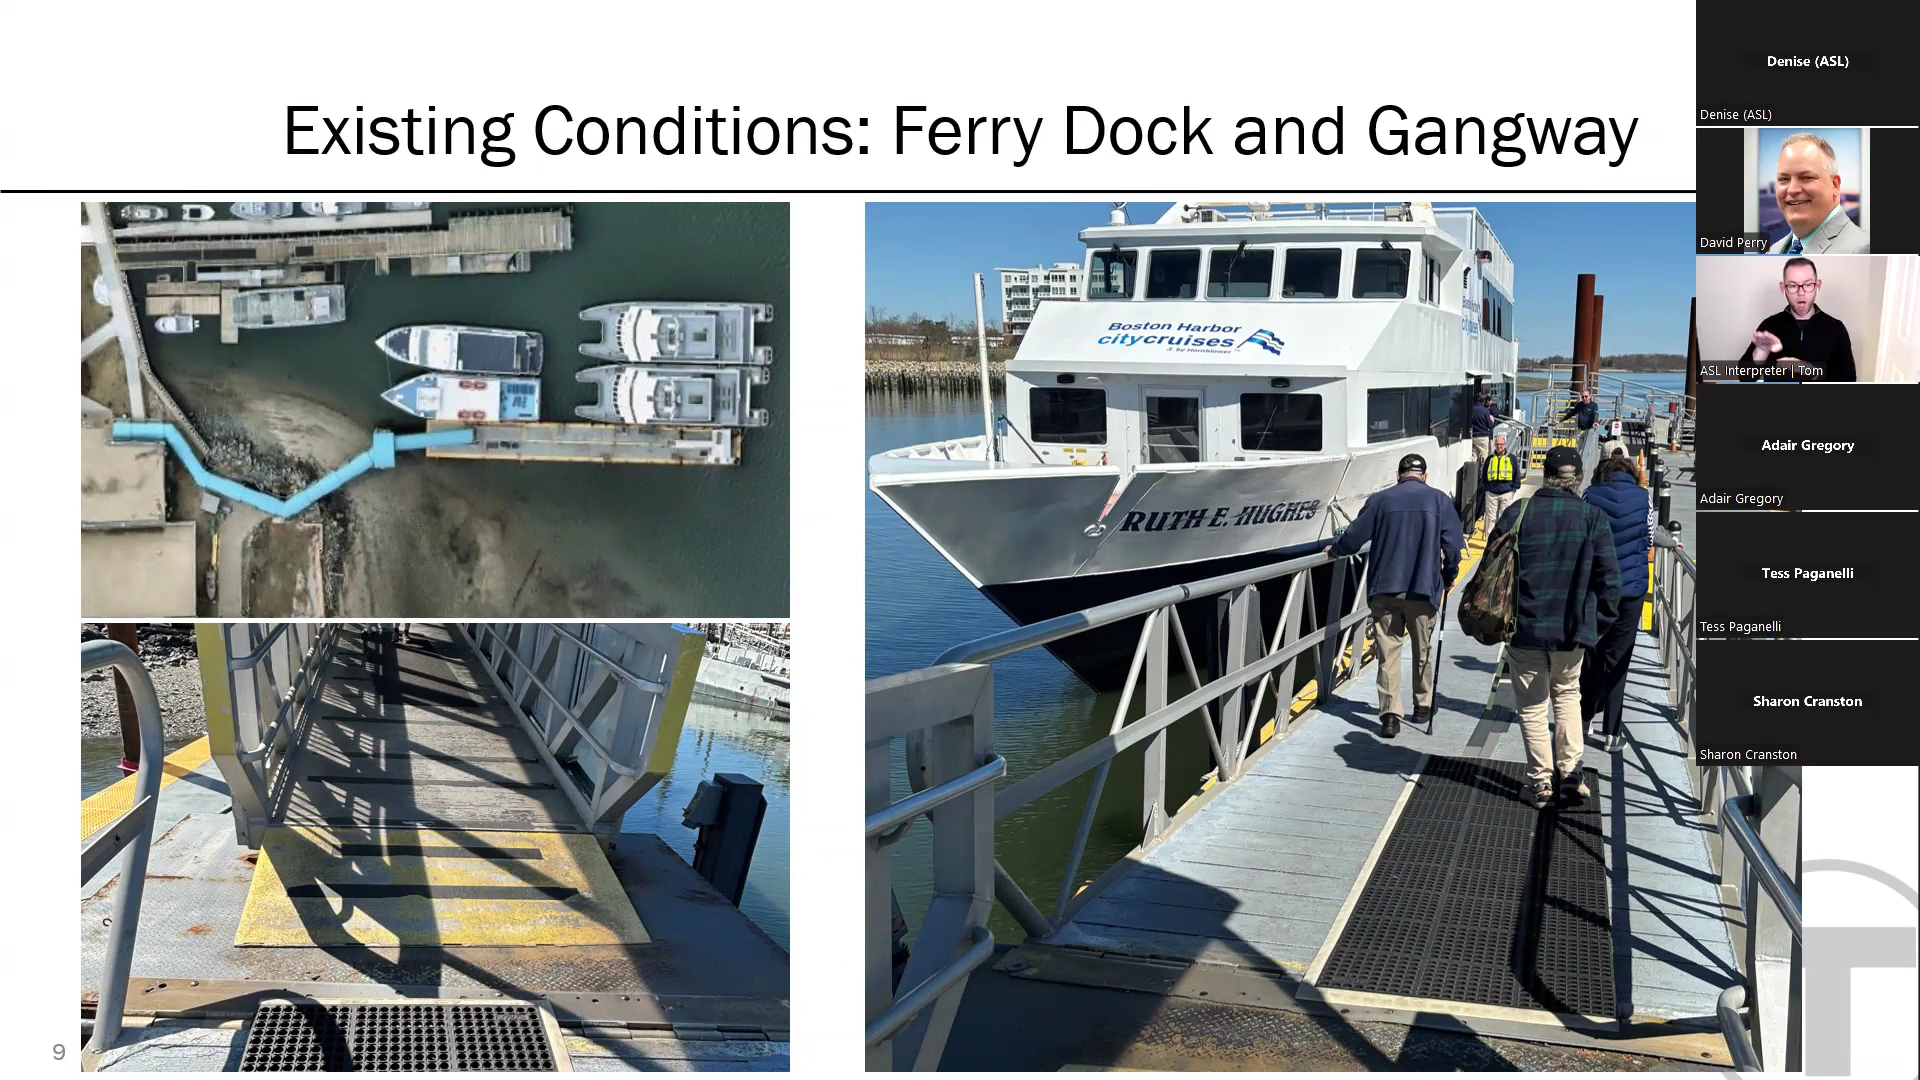 Existing Conditions: Ferry Dock and Gangway
Boston Harbor
citycruises
by Hornblower
RUTH E. HUGHES
9
T
Denise (ASL)
Denise (ASL)
David Perry
ASL Interpreter | Tom
Adair Gregory
Adair Gregory
Tess Paganelli
Tess Paganelli
Sharon Cranston
Sharon Cranston